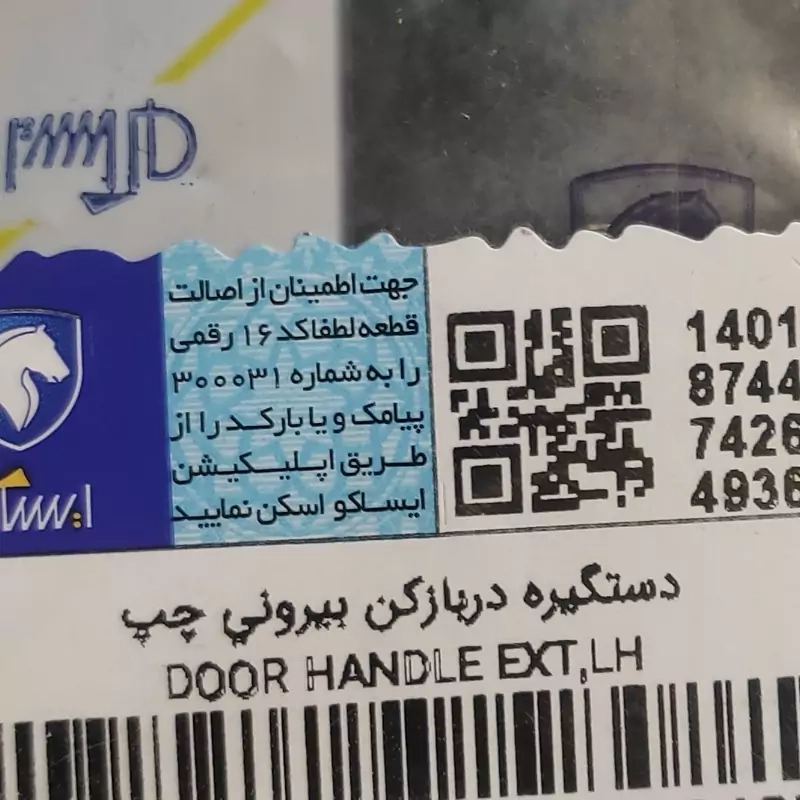 جهت اطمینان از اصالت
قطعه لطفا کد ۱۶ رقمی
را به شماره ۳۰۰۰۳۱
پیامک و یا بارکد را از
طریق اپلیکیشن
ایساکو اسکن نمایید
1401
8744
7426
4936
دستگیره دربازکن بیرونی چپ
DOOR HANDLE EXT,LH